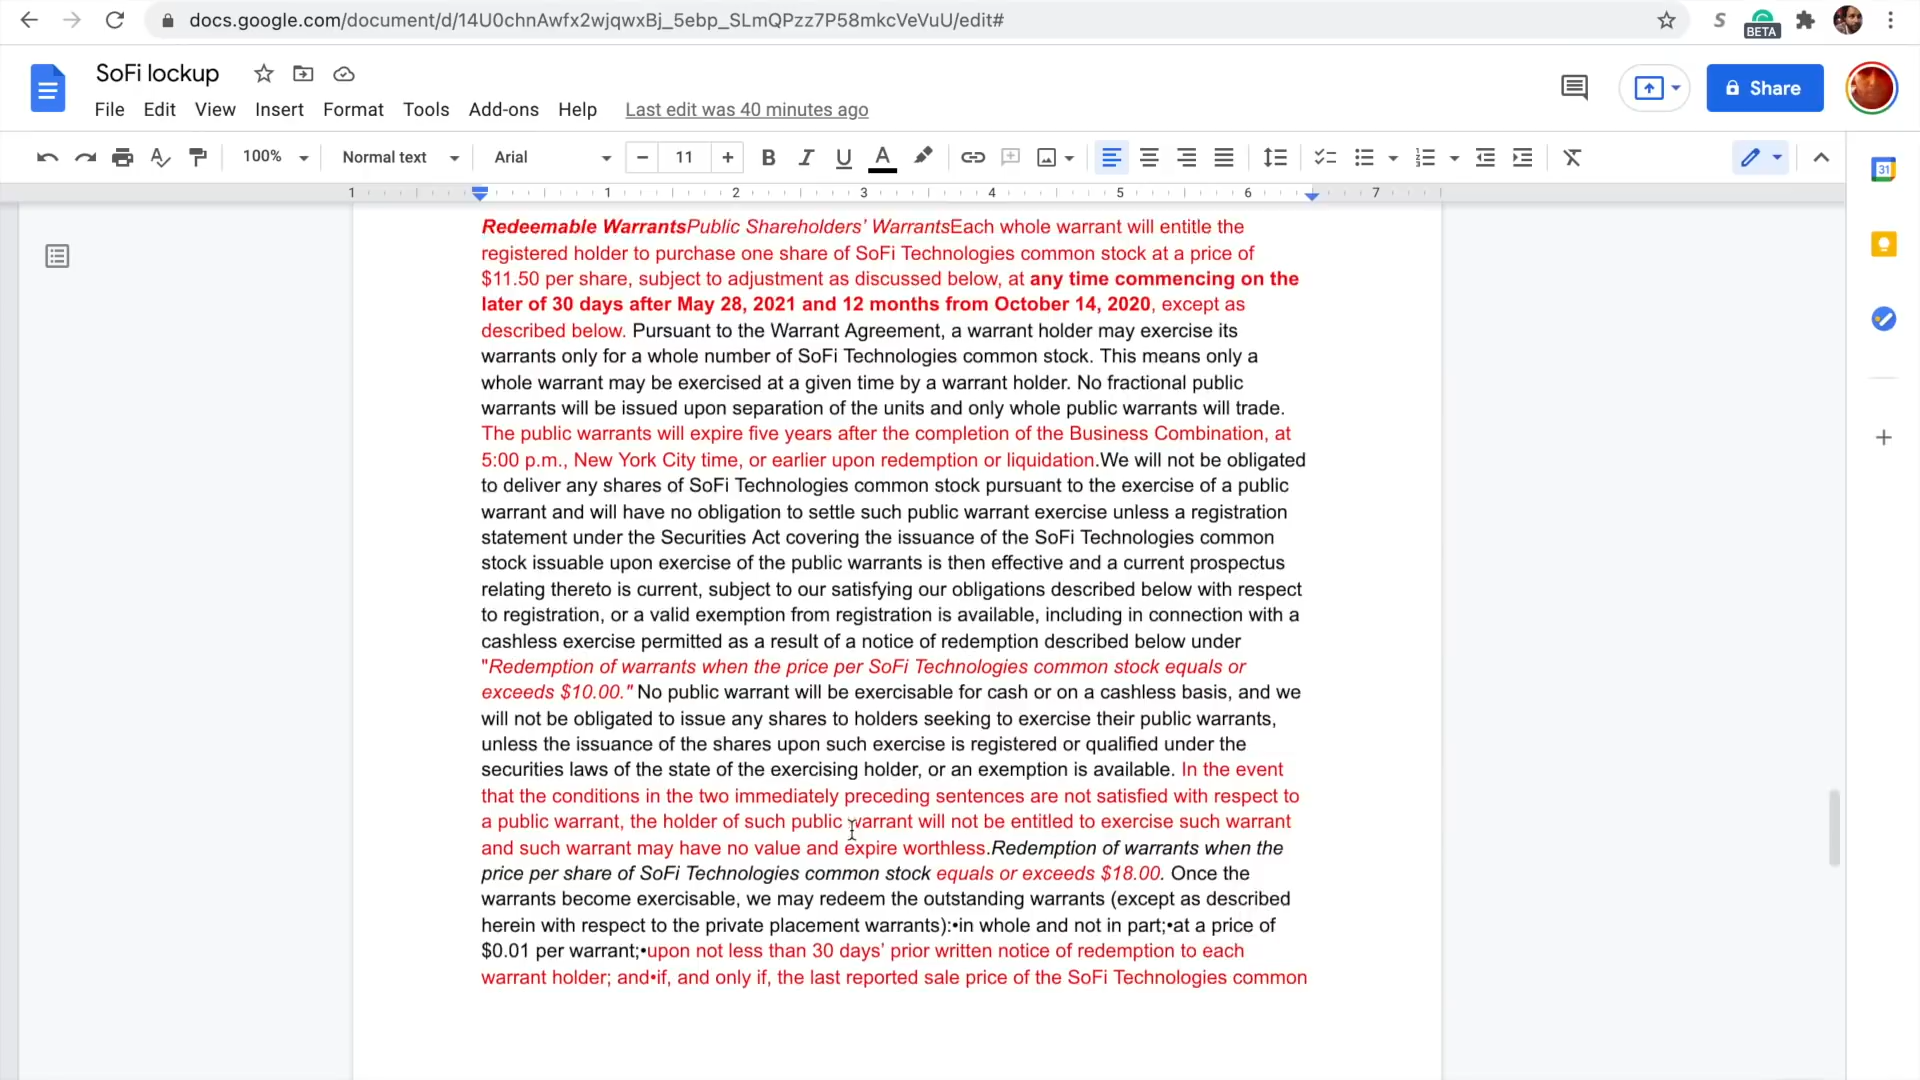 docs.google.com/document/d/14U0chnAwfx2wjqwxBj_5ebp_SLmQPzz7P58mkcVeVuU/edit#
S
BETA
SoFi lockup
File Edit View Insert Format Tools Add-ons Help Last edit was 40 minutes ago
Share
100% Normal text Arial 11 B I U A
31
1 1 2 3 4 5 6 7
Redeemable WarrantsPublic Shareholders’ WarrantsEach whole warrant will entitle the
registered holder to purchase one share of SoFi Technologies common stock at a price of
$11.50 per share, subject to adjustment as discussed below, at any time commencing on the
later of 30 days after May 28, 2021 and 12 months from October 14, 2020, except as
described below. Pursuant to the Warrant Agreement, a warrant holder may exercise its
warrants only for a whole number of SoFi Technologies common stock. This means only a
whole warrant may be exercised at a given time by a warrant holder. No fractional public
warrants will be issued upon separation of the units and only whole public warrants will trade.
The public warrants will expire five years after the completion of the Business Combination, at
5:00 p.m., New York City time, or earlier upon redemption or liquidation.We will not be obligated
to deliver any shares of SoFi Technologies common stock pursuant to the exercise of a public
warrant and will have no obligation to settle such public warrant exercise unless a registration
statement under the Securities Act covering the issuance of the SoFi Technologies common
stock issuable upon exercise of the public warrants is then effective and a current prospectus
relating thereto is current, subject to our satisfying our obligations described below with respect
to registration, or a valid exemption from registration is available, including in connection with a
cashless exercise permitted as a result of a notice of redemption described below under
"Redemption of warrants when the price per SoFi Technologies common stock equals or
exceeds $10.00." No public warrant will be exercisable for cash or on a cashless basis, and we
will not be obligated to issue any shares to holders seeking to exercise their public warrants,
unless the issuance of the shares upon such exercise is registered or qualified under the
securities laws of the state of the exercising holder, or an exemption is available. In the event
that the conditions in the two immediately preceding sentences are not satisfied with respect to
a public warrant, the holder of such public warrant will not be entitled to exercise such warrant
and such warrant may have no value and expire worthless.Redemption of warrants when the
price per share of SoFi Technologies common stock equals or exceeds $18.00. Once the
warrants become exercisable, we may redeem the outstanding warrants (except as described
herein with respect to the private placement warrants):•in whole and not in part;•at a price of
$0.01 per warrant;•upon not less than 30 days’ prior written notice of redemption to each
warrant holder; and•if, and only if, the last reported sale price of the SoFi Technologies common